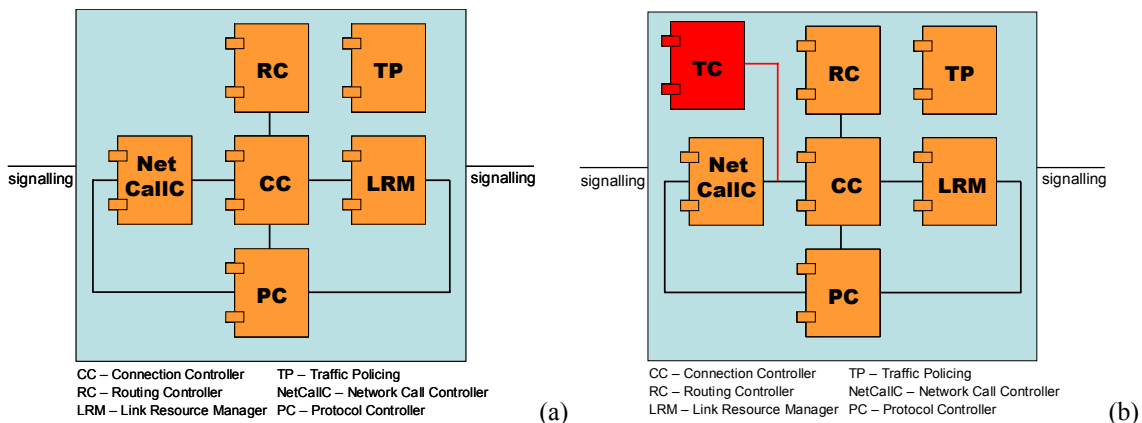 RC
TP
Net
CallC
CC
LRM
PC
signalling
signalling
CC – Connection Controller TP – Traffic Policing
RC – Routing Controller NetCallC – Network Call Controller
LRM – Link Resource Manager PC – Protocol Controller
(a)
TC
RC
TP
Net
CallC
CC
LRM
PC
signalling
signalling
CC – Connection Controller TP – Traffic Policing
RC – Routing Controller NetCallC – Network Call Controller
LRM – Link Resource Manager PC – Protocol Controller
(b)